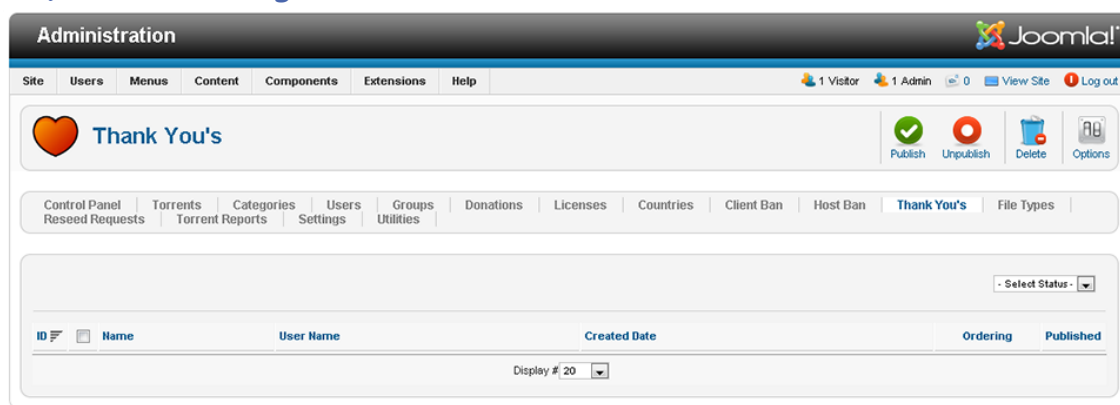 Administration Joomla!
Site Users Menus Content Components Extensions Help 1 Visitor 1 Admin 0 View Site Log out
Thank You's Publish Unpublish Delete Options
Control Panel Torrents Categories Users Groups Donations Licenses Countries Client Ban Host Ban Thank You's File Types
Reseed Requests Torrent Reports Settings Utilities
- Select Status -
ID Name User Name Created Date Ordering Published
Display # 20